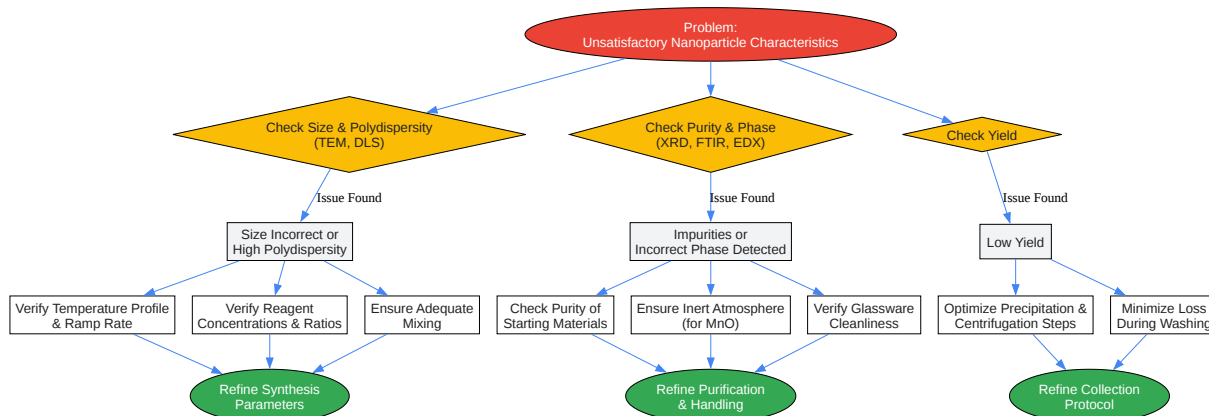 Problem:
Unsatisfactory Nanoparticle Characteristics
Check Size & Polydispersity
(TEM, DLS)
Check Purity & Phase
(XRD, FTIR, EDX)
Check Yield
Issue Found
Issue Found
Issue Found
Size Incorrect or
High Polydispersity
Impurities or
Incorrect Phase Detected
Low Yield
Verify Temperature Profile
& Ramp Rate
Verify Reagent
Concentrations & Ratios
Ensure Adequate
Mixing
Check Purity of
Starting Materials
Ensure Inert Atmosphere
(for MnO)
Verify Glassware
Cleanliness
Optimize Precipitation &
Centrifugation Steps
Minimize Loss
During Washing
Refine Synthesis
Parameters
Refine Purification
& Handling
Refine Collection
Protocol